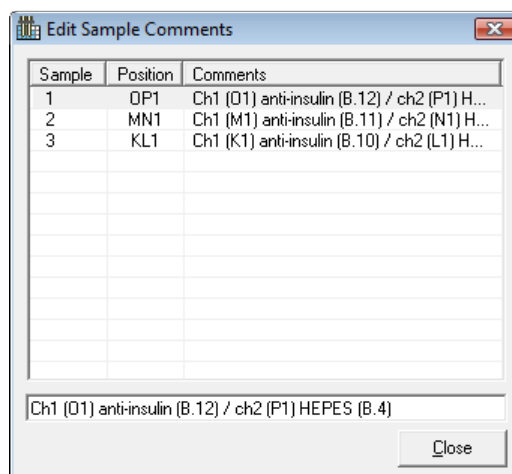 Edit Sample Comments
Sample Position Comments
1 OP1 Ch1 (O1) anti-insulin (B.12) / ch2 (P1) H...
2 MN1 Ch1 (M1) anti-insulin (B.11) / ch2 (N1) H...
3 KL1 Ch1 (K1) anti-insulin (B.10) / ch2 (L1) H...
Ch1 (O1) anti-insulin (B.12) / ch2 (P1) HEPES (B.4)
Close